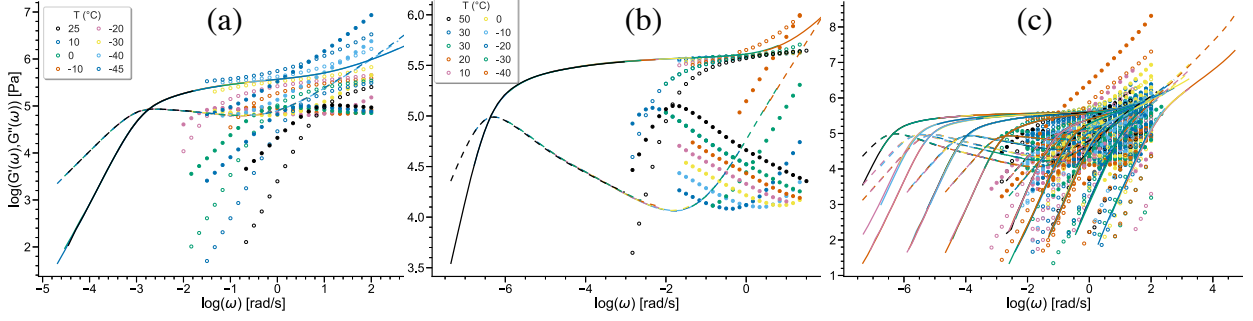 (a)
T (°C)
25 -20
10 -30
0 -40
-10 -45
7
6
5
4
3
2
log(G'(ω),G''(ω)) [Pa]
-5 -4 -3 -2 -1 0 1 2
log(ω) [rad/s]
(b)
T (°C)
50 0
30 -10
30 -20
20 -30
10 -40
6.0
5.5
5.0
4.5
4.0
3.5
-6 -4 -2 0
log(ω) [rad/s]
(c)
8
7
6
5
4
3
2
1
-6 -4 -2 0 2 4
log(ω) [rad/s]